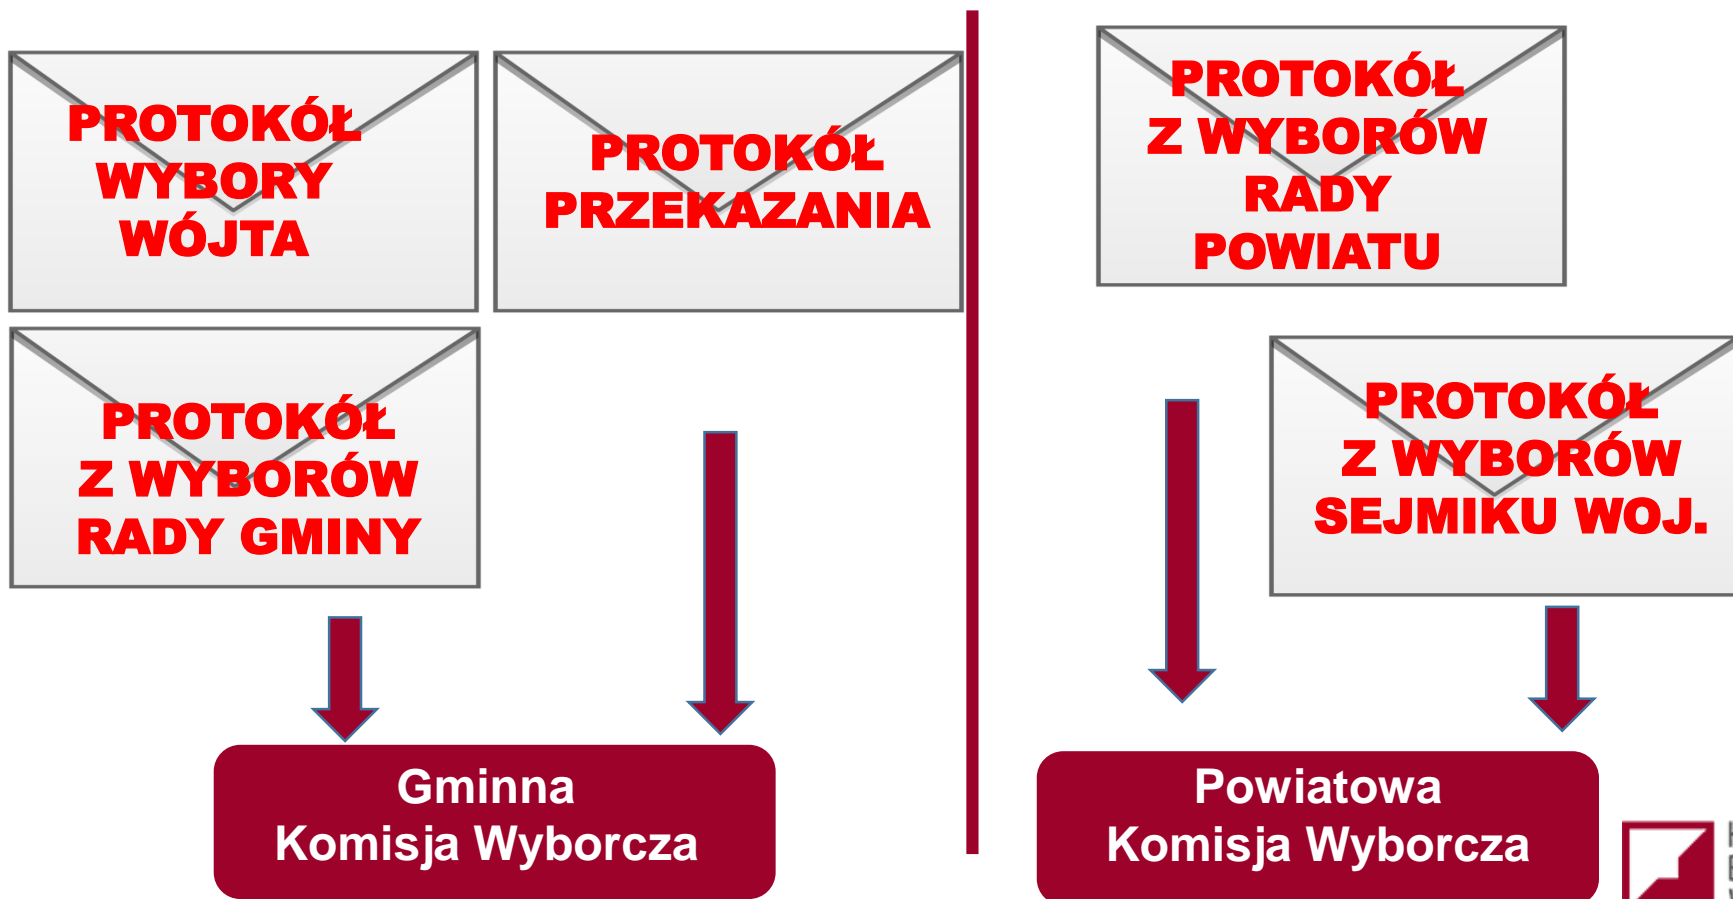 PROTOKÓŁ
WYBORY
WÓJTA
PROTOKÓŁ
PRZEKAZANIA
PROTOKÓŁ
Z WYBORÓW
RADY GMINY
Gminna
Komisja Wyborcza
PROTOKÓŁ
Z WYBORÓW
RADY
POWIATU
PROTOKÓŁ
Z WYBORÓW
SEJMIKU WOJ.
Powiatowa
Komisja Wyborcza